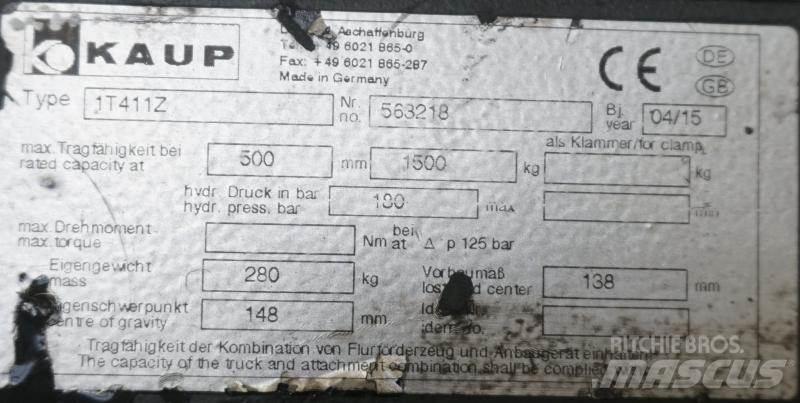 KAUP
Aschaffenburg
49 6021 865-0
Fax: +49 6021 865-287
Made in Germany
CE
DE
GB
Type 1T411Z
Nr. no. 563218
Bj. year 04/15
max. Tragfähigkeit bei
rated capacity at 500 mm 1500 kg
als Klammer/for clamp
kg
hydr. Druck in bar
hydr. press. bar
max
max. Drehmoment
max. torque Nm bei at Δ p 125 bar
Eigengewicht
mass 280 kg
138 mm
center
centre of gravity 148 mm
Tragfähigkeit der Kombination von Flurförderzeug und Anbaugerät einhalten
The capacity of the truck and attachment combination shall be complied
RITCHIE BROS.
MASCUS